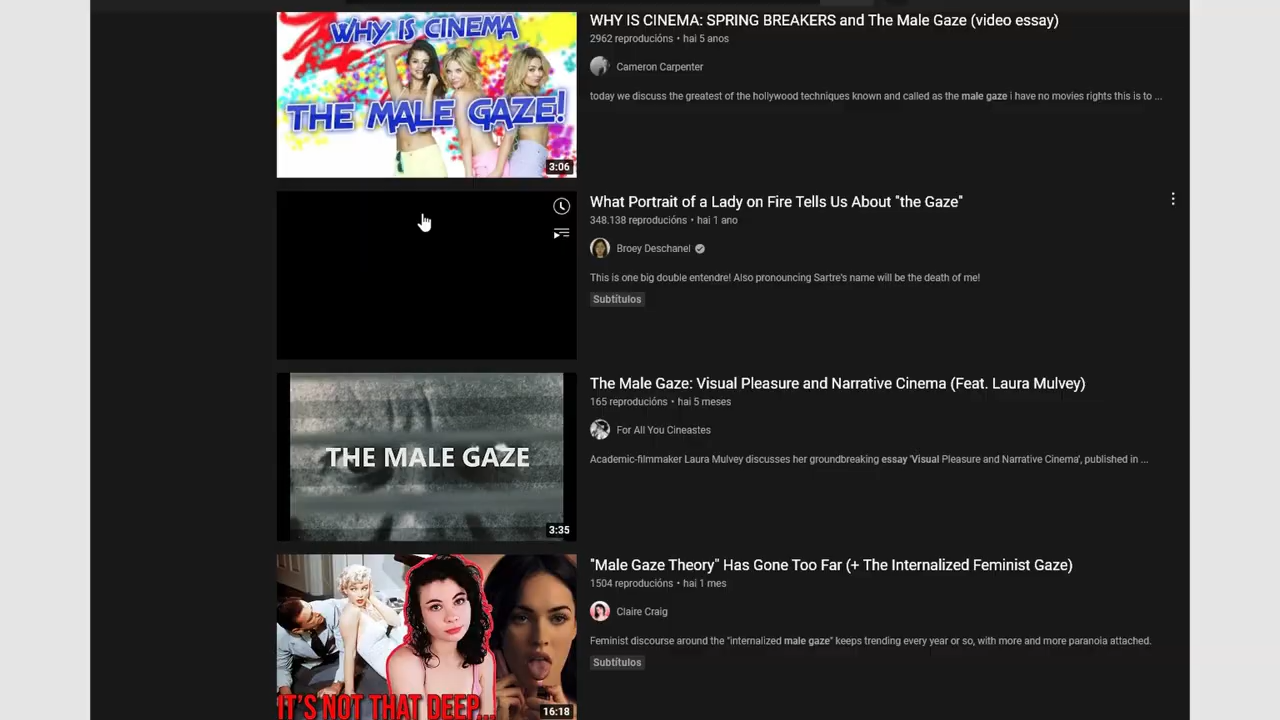 WHY IS CINEMA
THE MALE GAZE!
3:06
WHY IS CINEMA: SPRING BREAKERS and The Male Gaze (video essay)
2962 reproducións • hai 5 anos
Cameron Carpenter
today we discuss the greatest of the hollywood techniques known and called as the male gaze i have no movies rights this is to ...
What Portrait of a Lady on Fire Tells Us About "the Gaze"
348.138 reproducións • hai 1 ano
Broey Deschanel
This is one big double entendre! Also pronouncing Sartre's name will be the death of me!
Subtítulos
THE MALE GAZE
3:35
The Male Gaze: Visual Pleasure and Narrative Cinema (Feat. Laura Mulvey)
165 reproducións • hai 5 meses
For All You Cineastes
Academic-filmmaker Laura Mulvey discusses her groundbreaking essay 'Visual Pleasure and Narrative Cinema', published in ...
IT'S NOT THAT DEEP...
16:18
"Male Gaze Theory" Has Gone Too Far (+ The Internalized Feminist Gaze)
1504 reproducións • hai 1 mes
Claire Craig
Feminist discourse around the "internalized male gaze" keeps trending every year or so, with more and more paranoia attached.
Subtítulos